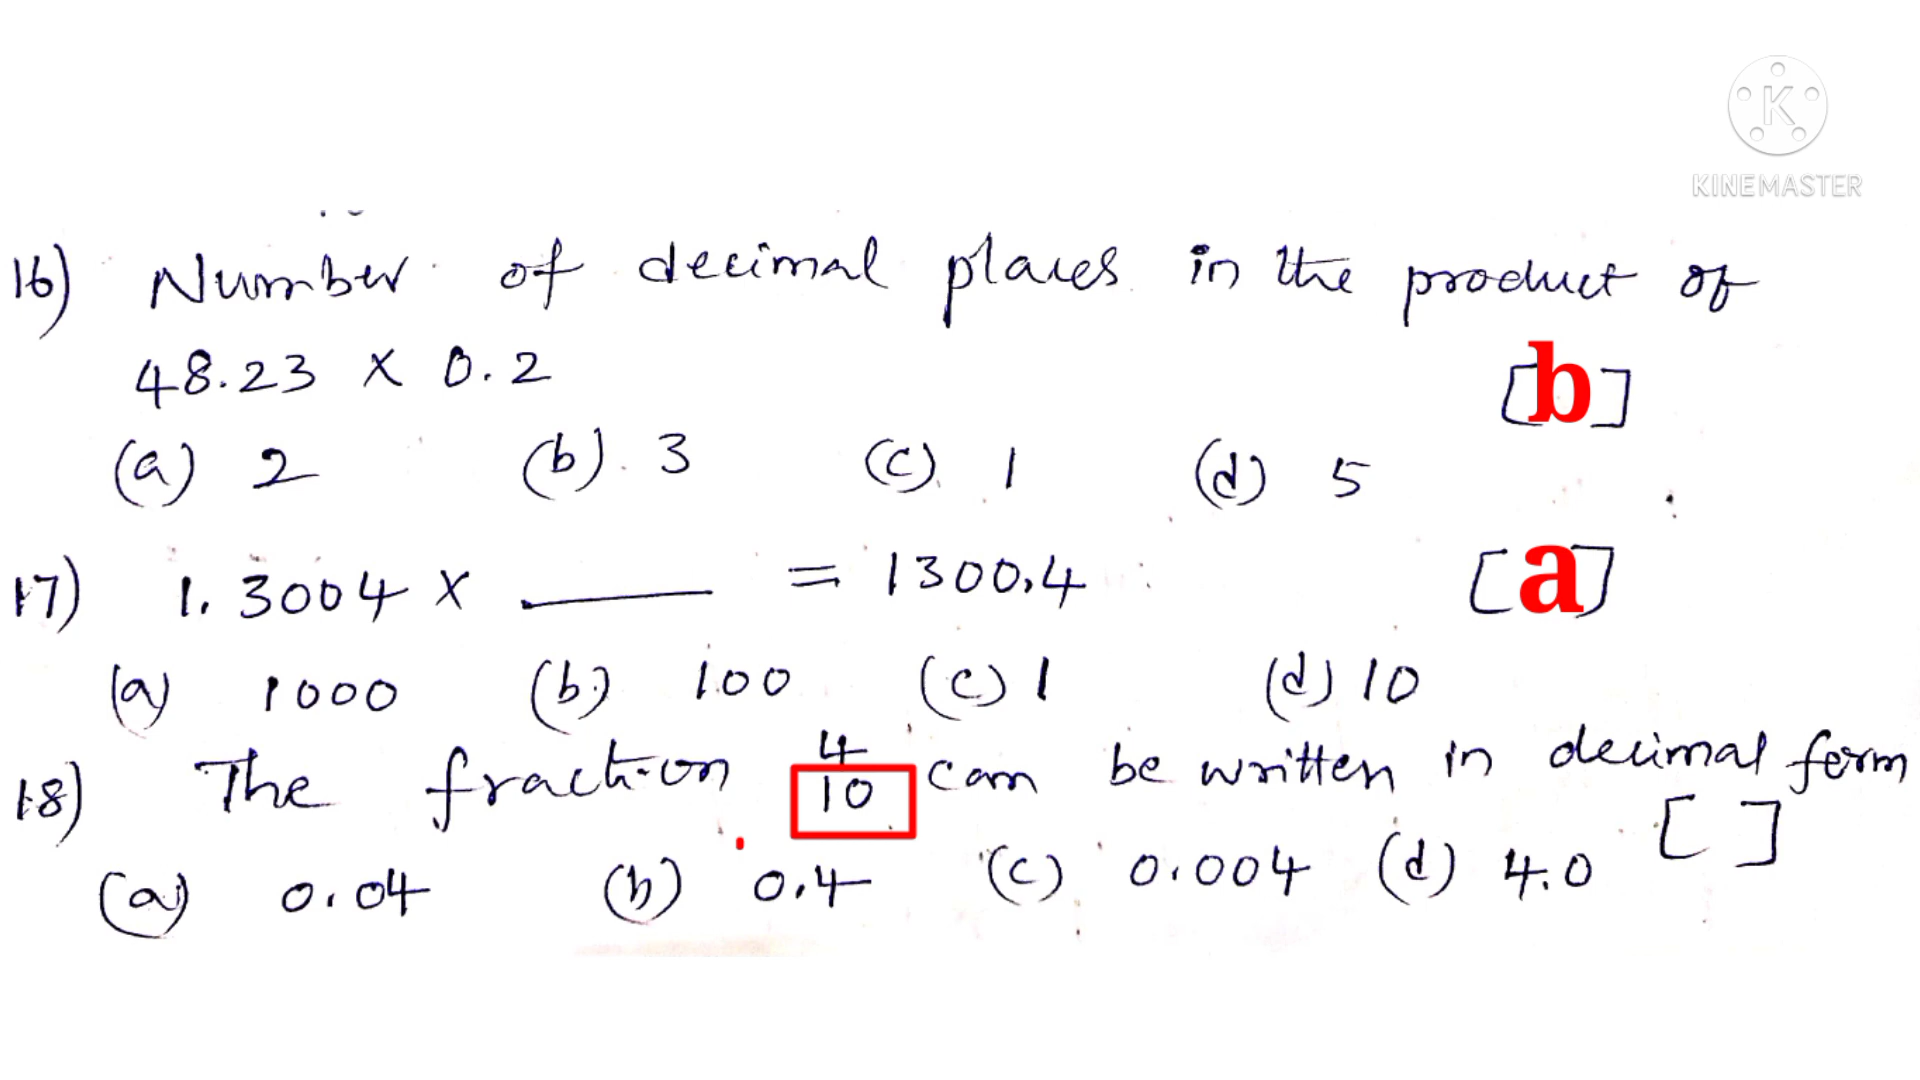 KINEMASTER
16) Number of decimal places in the product of
48.23 × 0.2 [b]
(a) 2 (b) 3 (c) 1 (d) 5
17) 1.3004 × ____ = 1300.4 [a]
(a) 1000 (b) 100 (c) 1 (d) 10
18) The fraction 4/10 can be written in decimal form [ ]
(a) 0.04 (b) 0.4 (c) 0.004 (d) 4.0